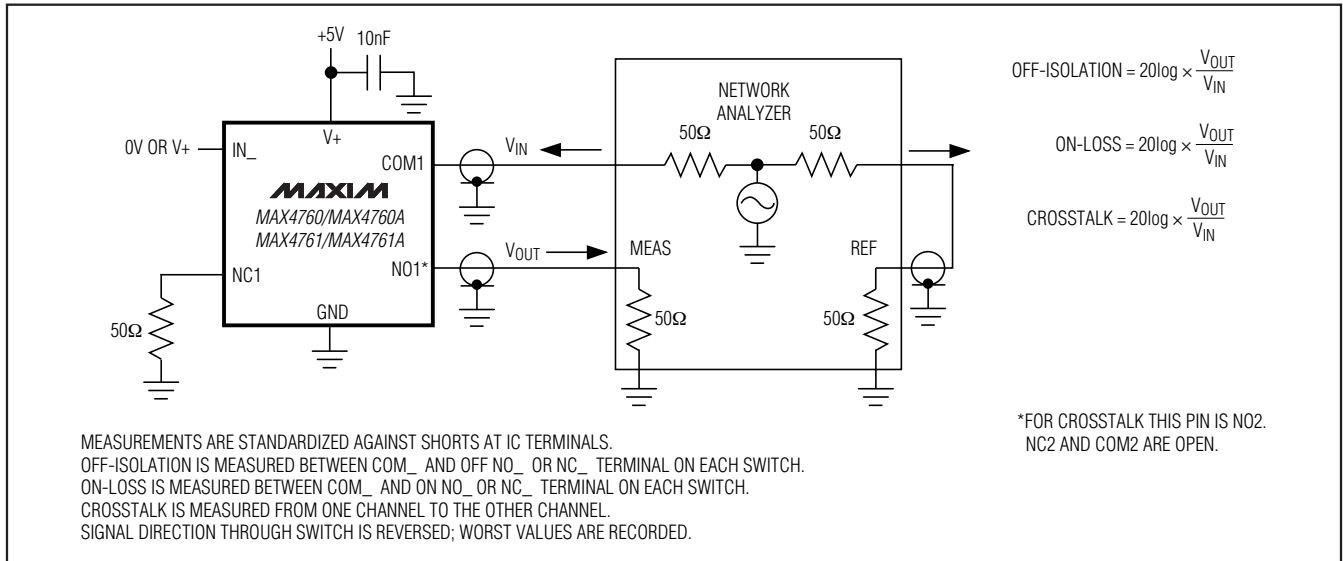 +5V
10nF
V+
0V OR V+
IN_
COM1
MAXIM
MAX4760/MAX4760A
MAX4761/MAX4761A
NC1
NO1*
GND
50Ω
VIN
VOUT
NETWORK
ANALYZER
50Ω
50Ω
MEAS
REF
50Ω
50Ω
OFF-ISOLATION = 20log × VOUT/VIN
ON-LOSS = 20log × VOUT/VIN
CROSSTALK = 20log × VOUT/VIN
*FOR CROSSTALK THIS PIN IS NO2.
NC2 AND COM2 ARE OPEN.
MEASUREMENTS ARE STANDARDIZED AGAINST SHORTS AT IC TERMINALS.
OFF-ISOLATION IS MEASURED BETWEEN COM_ AND OFF NO_ OR NC_ TERMINAL ON EACH SWITCH.
ON-LOSS IS MEASURED BETWEEN COM_ AND ON NO_ OR NC_ TERMINAL ON EACH SWITCH.
CROSSTALK IS MEASURED FROM ONE CHANNEL TO THE OTHER CHANNEL.
SIGNAL DIRECTION THROUGH SWITCH IS REVERSED; WORST VALUES ARE RECORDED.